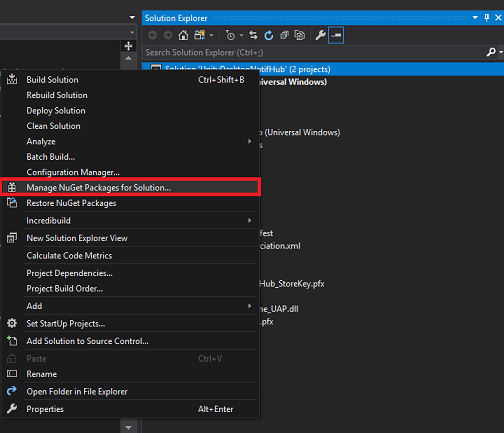 Solution Explorer
Search Solution Explorer (Ctrl+;)
Solution 'UnityDesktopNotifHub' (2 projects)
Build Solution Ctrl+Shift+B
iversal Windows)
Rebuild Solution
Deploy Solution
Clean Solution
(Universal Windows)
Analyze
Batch Build...
Configuration Manager...
Manage NuGet Packages for Solution...
Restore NuGet Packages
Incredibuild
fest
New Solution Explorer View
ciation.xml
Calculate Code Metrics
Project Dependencies...
Hub_StoreKey.pfx
Project Build Order...
Add
ne_UAP.dll
Set StartUp Projects...
.pfx
Add Solution to Source Control...
Paste Ctrl+V
Rename
Open Folder in File Explorer
Properties Alt+Enter